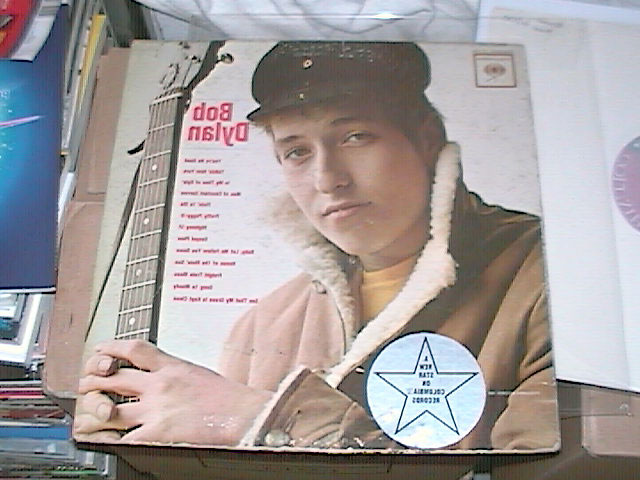 Bob
Dylan
You're No Good
Talkin' New York
In My Time of Dyin'
Man of Constant Sorrow
Fixin' to Die
Pretty Peggy-O
Highway 51
Gospel Plow
Baby, Let Me Follow You Down
House of the Risin' Sun
Freight Train Blues
Song to Woody
See That My Grave Is Kept Clean
A
NEW
STAR
ON
COLUMBIA
RECORDS